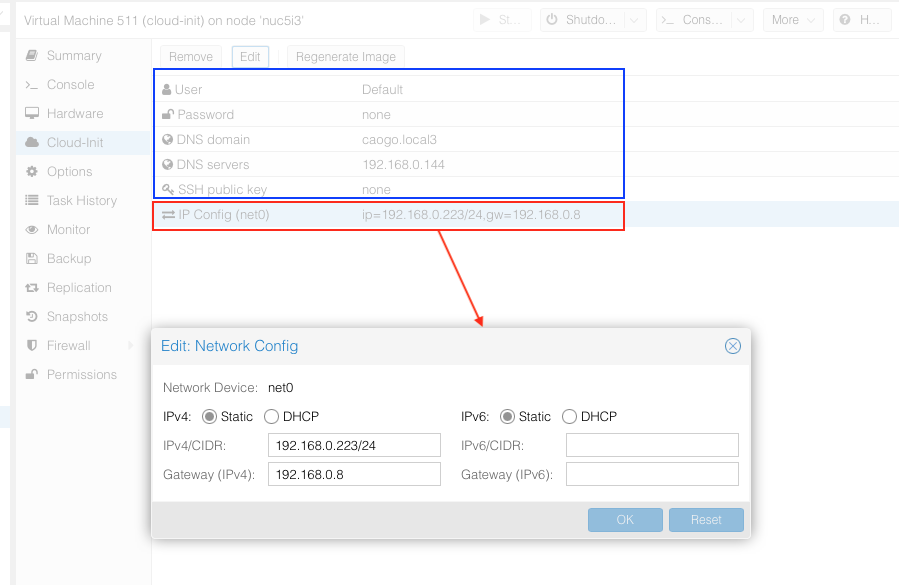 Virtual Machine 511 (cloud-init) on node 'nuc5i3'
St... Shutdo... Cons... More H...
Summary
Console
Hardware
Cloud-Init
Options
Task History
Monitor
Backup
Replication
Snapshots
Firewall
Permissions
Remove Edit Regenerate Image
User Default
Password none
DNS domain caogo.local3
DNS servers 192.168.0.144
SSH public key none
IP Config (net0) ip=192.168.0.223/24,gw=192.168.0.8
Edit: Network Config
Network Device: net0
IPv4: Static DHCP IPv6: Static DHCP
IPv4/CIDR: 192.168.0.223/24 IPv6/CIDR:
Gateway (IPv4): 192.168.0.8 Gateway (IPv6):
OK Reset